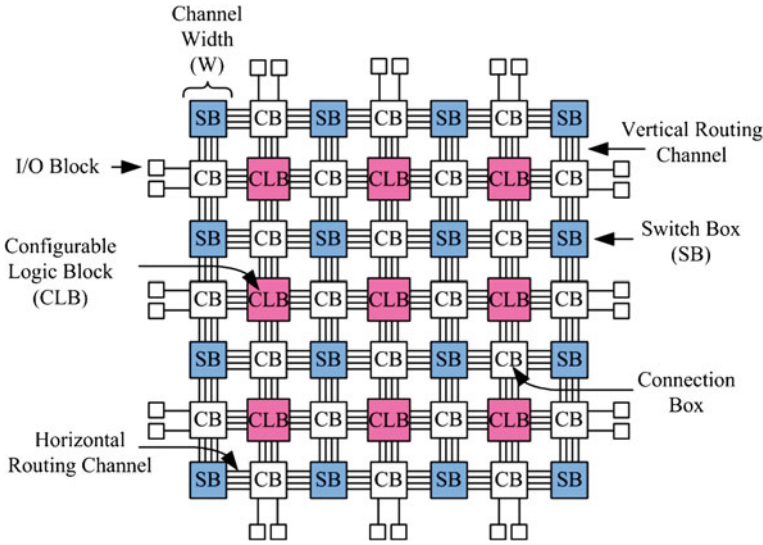 Channel
Width
(W)
SB CB SB CB SB CB SB
Vertical Routing
Channel
I/O Block
CB CLB CB CLB CB CLB CB
SB CB SB CB SB CB SB
Switch Box
(SB)
Configurable
Logic Block
(CLB)
CB CLB CB CLB CB CLB CB
SB CB SB CB SB CB SB
Connection
Box
CB CLB CB CLB CB CLB CB
Horizontal
Routing Channel
SB CB SB CB SB CB SB